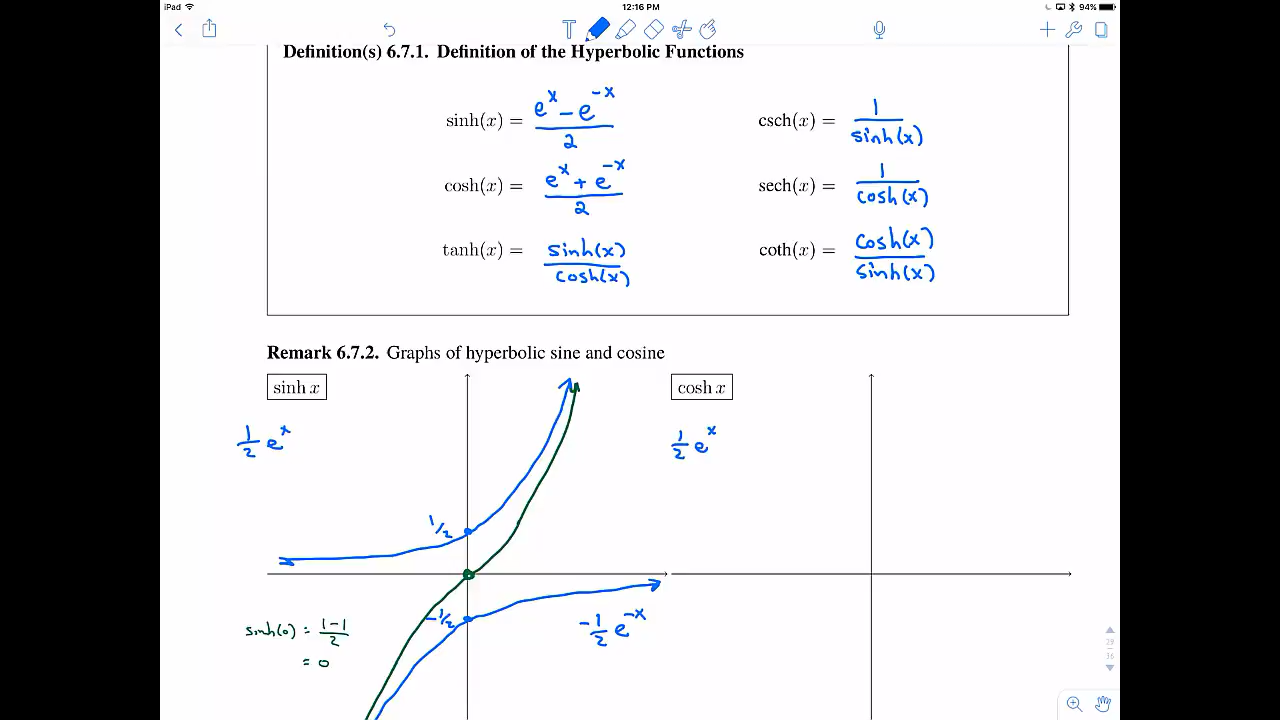 iPad 12:16 PM 94%
T
Definition(s) 6.7.1. Definition of the Hyperbolic Functions
sinh(x) = (e^x - e^-x)/2
csch(x) = 1/sinh(x)
cosh(x) = (e^x + e^-x)/2
sech(x) = 1/cosh(x)
tanh(x) = sinh(x)/cosh(x)
coth(x) = cosh(x)/sinh(x)
Remark 6.7.2. Graphs of hyperbolic sine and cosine
sinh x
cosh x
1/2 e^x
1/2 e^x
1/2
-1/2
-1/2 e^-x
sinh(0) = (1-1)/2
= 0
29
36